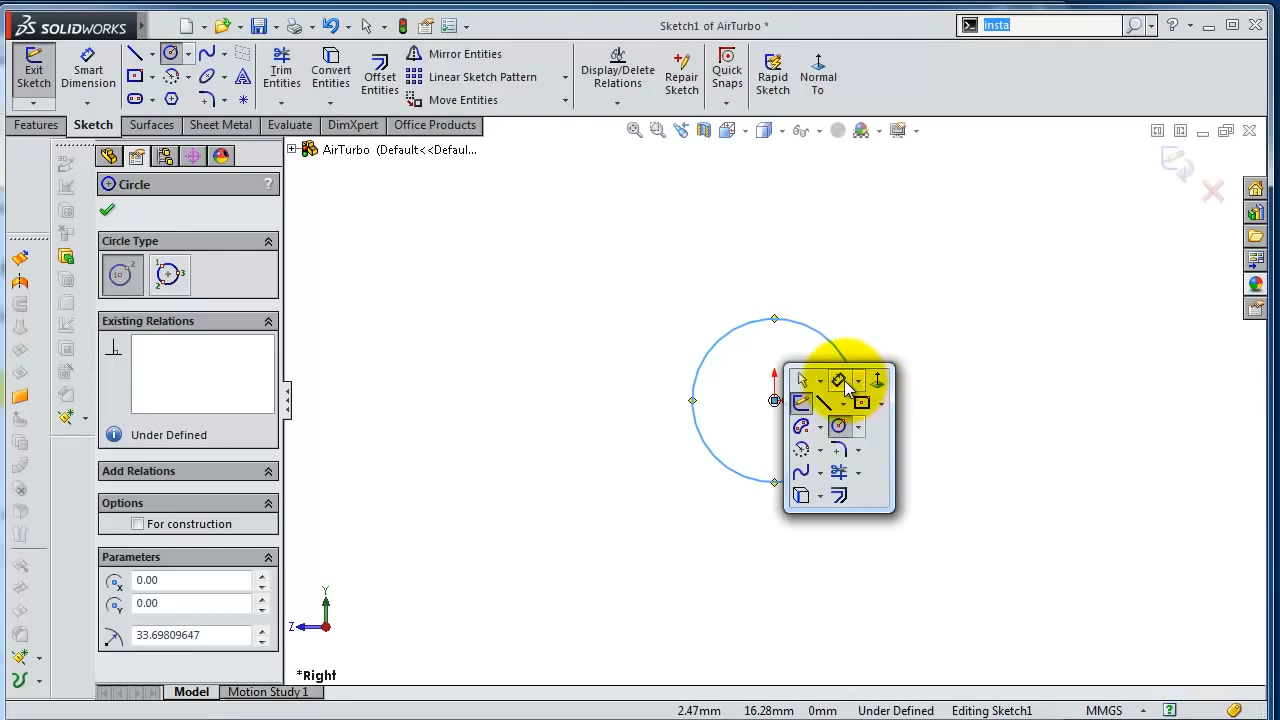 SOLIDWORKS
Sketch1 of AirTurbo *
insta
Exit Sketch
Smart Dimension
Trim Entities
Convert Entities
Offset Entities
Mirror Entities
Linear Sketch Pattern
Move Entities
Display/Delete Relations
Repair Sketch
Quick Snaps
Rapid Sketch
Normal To
Features
Sketch
Surfaces
Sheet Metal
Evaluate
DimXpert
Office Products
AirTurbo (Default<<Defaul...
Circle
?
Circle Type
Existing Relations
Under Defined
Add Relations
Options
For construction
Parameters
0.00
0.00
33.69809647
Y
Z
*Right
Model
Motion Study 1
2.47mm
16.28mm
0mm
Under Defined
Editing Sketch1
MMGS